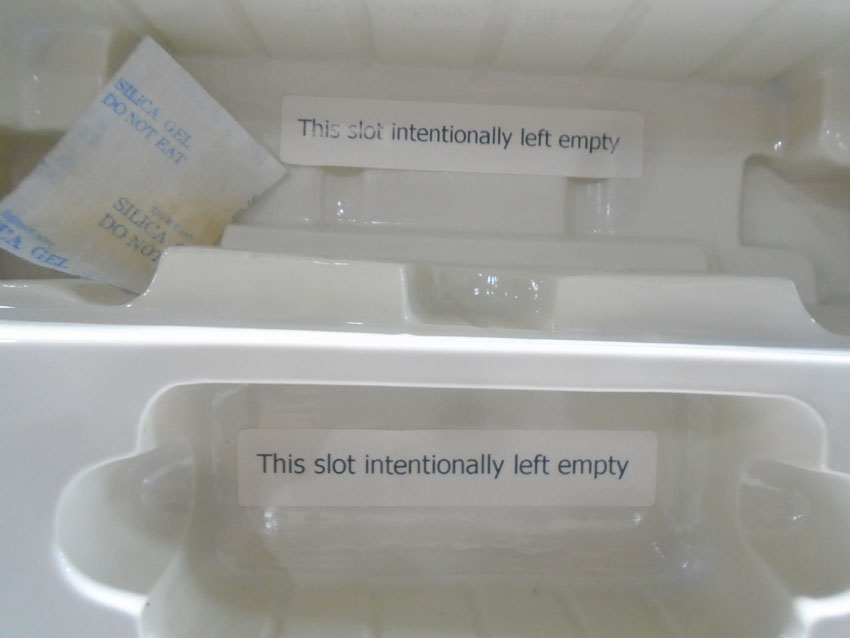 This slot intentionally left empty
SILICA GEL
DO NOT EAT
SILICA
DO NOT
CA GEL
This slot intentionally left empty